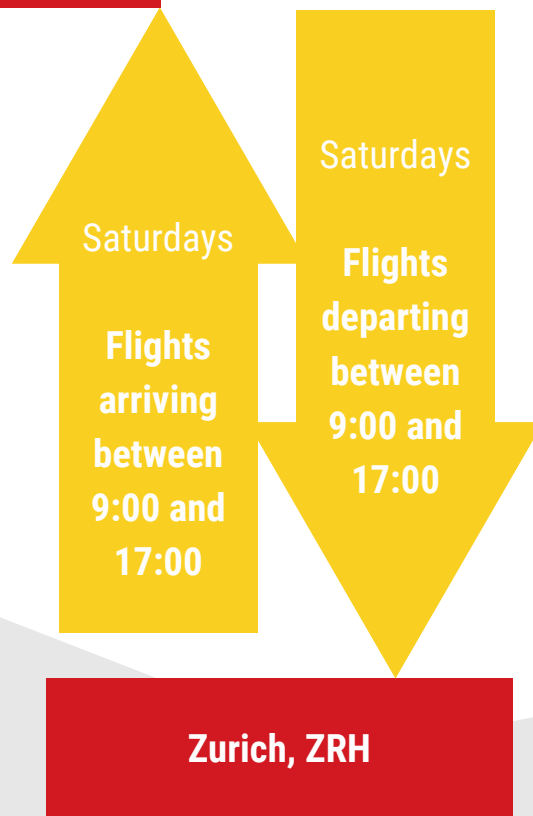 Saturdays
Flights
arriving
between
9:00 and
17:00
Saturdays
Flights
departing
between
9:00 and
17:00
Zurich, ZRH